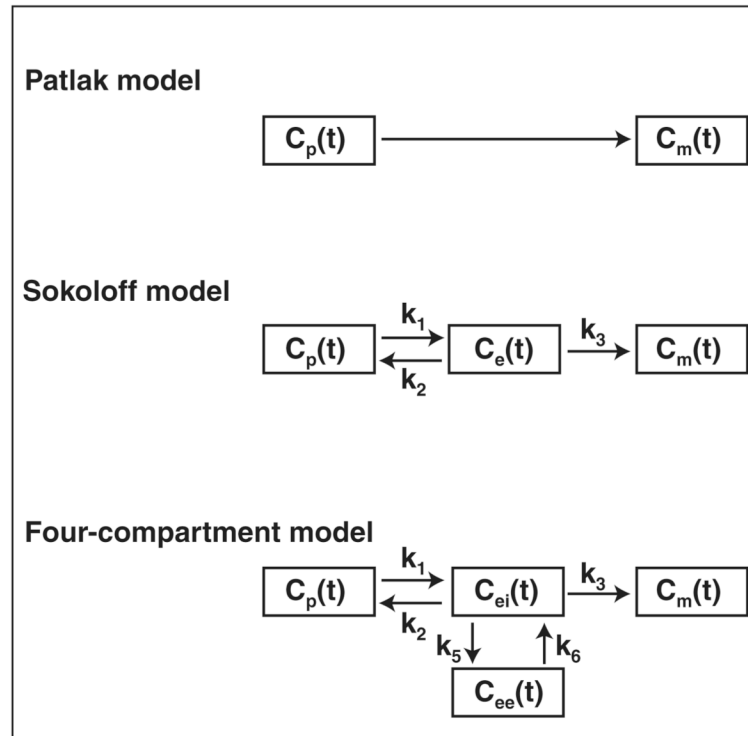 Patlak model
Cp(t) Cm(t)
Sokoloff model
k1 k3
Cp(t) Ce(t) Cm(t)
k2
Four-compartment model
k1 k3
Cp(t) Cei(t) Cm(t)
k2
k5 k6
Cee(t)